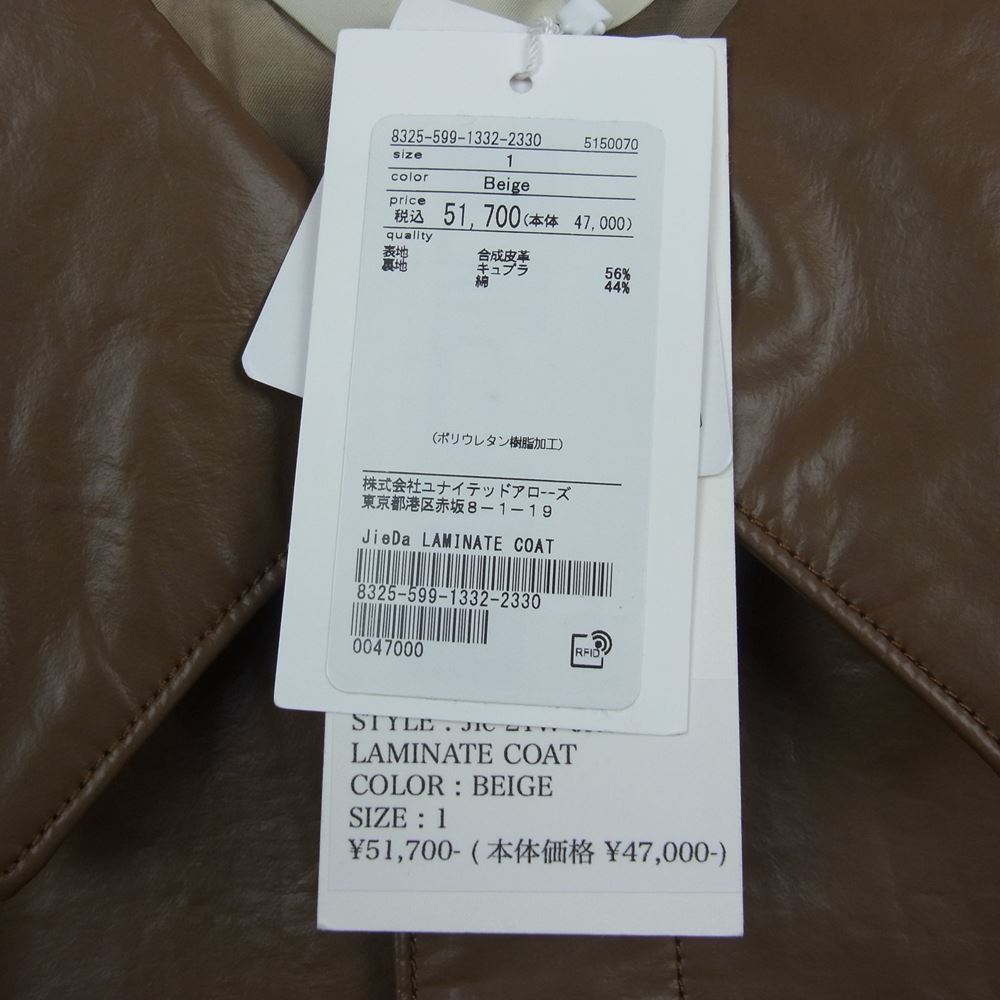 8325-599-1332-2330 5150070
size 1
color Beige
price
税込 51,700(本体 47,000)
quality
表地 合成皮革
裏地 キュプラ 56%
綿 44%
(ポリウレタン樹脂加工)
株式会社ユナイテッドアローズ
東京都港区赤坂8-1-19
JieDa LAMINATE COAT
8325-599-1332-2330
0047000
RFID
STYLE :
LAMINATE COAT
COLOR : BEIGE
SIZE : 1
¥51,700- ( 本体価格 ¥47,000-)